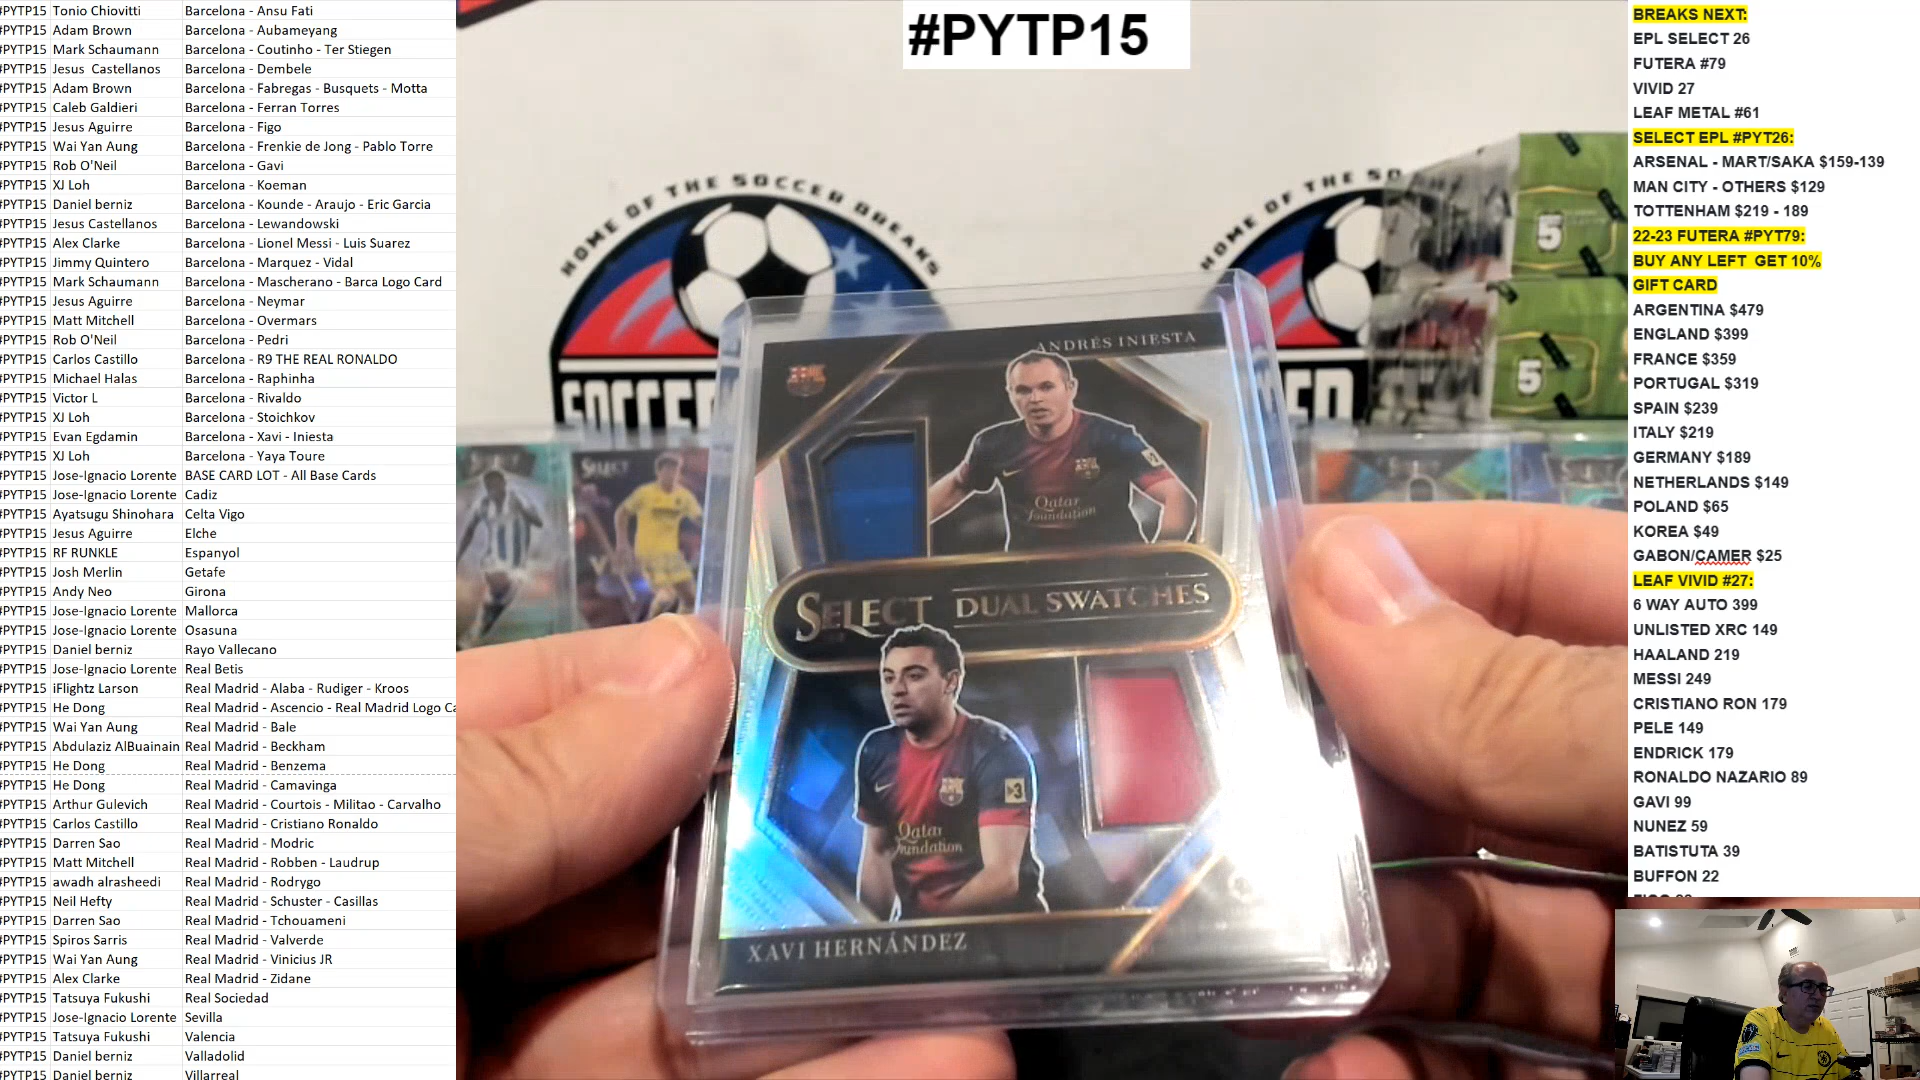 #PYTP15 Tonio Chiovitti Barcelona - Ansu Fati
#PYTP15 Adam Brown Barcelona - Aubameyang
#PYTP15 Mark Schaumann Barcelona - Coutinho - Ter Stiegen
#PYTP15 Jesus Castellanos Barcelona - Dembele
#PYTP15 Adam Brown Barcelona - Fabregas - Busquets - Motta
#PYTP15 Caleb Galdieri Barcelona - Ferran Torres
#PYTP15 Jesus Aguirre Barcelona - Figo
#PYTP15 Wai Yan Aung Barcelona - Frenkie de Jong - Pablo Torre
#PYTP15 Rob O'Neil Barcelona - Gavi
#PYTP15 XJ Loh Barcelona - Koeman
#PYTP15 Daniel berniz Barcelona - Kounde - Araujo - Eric Garcia
#PYTP15 Jesus Castellanos Barcelona - Lewandowski
#PYTP15 Alex Clarke Barcelona - Lionel Messi - Luis Suarez
#PYTP15 Jimmy Quintero Barcelona - Marquez - Vidal
#PYTP15 Mark Schaumann Barcelona - Mascherano - Barca Logo Card
#PYTP15 Jesus Aguirre Barcelona - Neymar
#PYTP15 Matt Mitchell Barcelona - Overmars
#PYTP15 Rob O'Neil Barcelona - Pedri
#PYTP15 Carlos Castillo Barcelona - R9 THE REAL RONALDO
#PYTP15 Michael Halas Barcelona - Raphinha
#PYTP15 Victor L Barcelona - Rivaldo
#PYTP15 XJ Loh Barcelona - Stoichkov
#PYTP15 Evan Egdamin Barcelona - Xavi - Iniesta
#PYTP15 XJ Loh Barcelona - Yaya Toure
#PYTP15 Jose-Ignacio Lorente BASE CARD LOT - All Base Cards
#PYTP15 Jose-Ignacio Lorente Cadiz
#PYTP15 Ayatsugu Shinohara Celta Vigo
#PYTP15 Jesus Aguirre Elche
#PYTP15 RF RUNKLE Espanyol
#PYTP15 Josh Merlin Getafe
#PYTP15 Andy Neo Girona
#PYTP15 Jose-Ignacio Lorente Mallorca
#PYTP15 Jose-Ignacio Lorente Osasuna
#PYTP15 Daniel berniz Rayo Vallecano
#PYTP15 Jose-Ignacio Lorente Real Betis
#PYTP15 iFlightz Larson Real Madrid - Alaba - Rudiger - Kroos
#PYTP15 He Dong Real Madrid - Ascencio - Real Madrid Logo Ca
#PYTP15 Wai Yan Aung Real Madrid - Bale
#PYTP15 Abdulaziz AlBuainain Real Madrid - Beckham
#PYTP15 He Dong Real Madrid - Benzema
#PYTP15 He Dong Real Madrid - Camavinga
#PYTP15 Arthur Gulevich Real Madrid - Courtois - Militao - Carvalho
#PYTP15 Carlos Castillo Real Madrid - Cristiano Ronaldo
#PYTP15 Darren Sao Real Madrid - Modric
#PYTP15 Matt Mitchell Real Madrid - Robben - Laudrup
#PYTP15 awadh alrasheedi Real Madrid - Rodrygo
#PYTP15 Neil Hefty Real Madrid - Schuster - Casillas
#PYTP15 Darren Sao Real Madrid - Tchouameni
#PYTP15 Spiros Sarris Real Madrid - Valverde
#PYTP15 Wai Yan Aung Real Madrid - Vinicius JR
#PYTP15 Alex Clarke Real Madrid - Zidane
#PYTP15 Tatsuya Fukushi Real Sociedad
#PYTP15 Jose-Ignacio Lorente Sevilla
#PYTP15 Tatsuya Fukushi Valencia
#PYTP15 Daniel berniz Valladolid
#PYTP15 Daniel berniz Villarreal
#PYTP15
HOME OF THE SOCCER BREAKS
HOME OF THE SO
SOCCER
5
5
SELECT
ANDRÉS INIESTA
Qatar
foundation
SELECT DUAL SWATCHES
Qatar
foundation
XAVI HERNÁNDEZ
BREAKS NEXT:
EPL SELECT 26
FUTERA #79
VIVID 27
LEAF METAL #61
SELECT EPL #PYT26:
ARSENAL - MART/SAKA $159-139
MAN CITY - OTHERS $129
TOTTENHAM $219 - 189
22-23 FUTERA #PYT79:
BUY ANY LEFT GET 10%
GIFT CARD
ARGENTINA $479
ENGLAND $399
FRANCE $359
PORTUGAL $319
SPAIN $239
ITALY $219
GERMANY $189
NETHERLANDS $149
POLAND $65
KOREA $49
GABON/CAMER $25
LEAF VIVID #27:
6 WAY AUTO 399
UNLISTED XRC 149
HAALAND 219
MESSI 249
CRISTIANO RON 179
PELE 149
ENDRICK 179
RONALDO NAZARIO 89
GAVI 99
NUNEZ 59
BATISTUTA 39
BUFFON 22